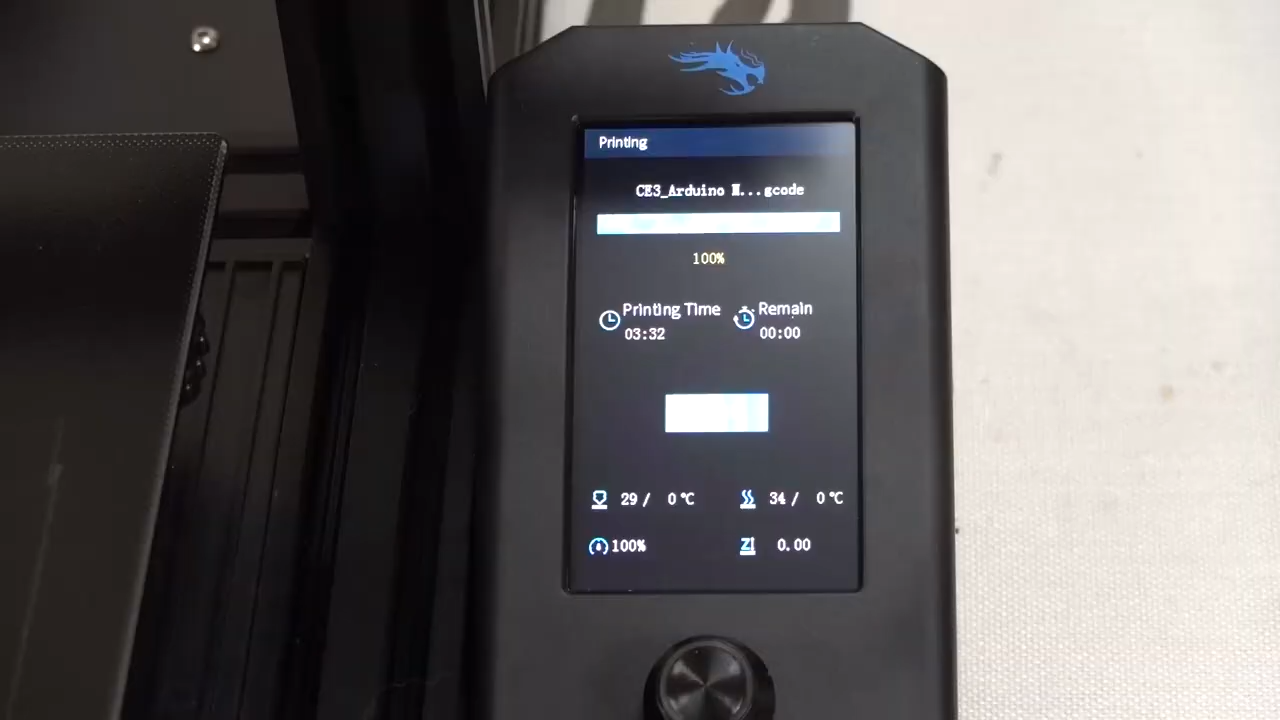 Printing
CE3_Arduino M...gcode
100%
Printing Time
03:32
Remain
00:00
29 / 0℃
34 / 0℃
100%
0.00